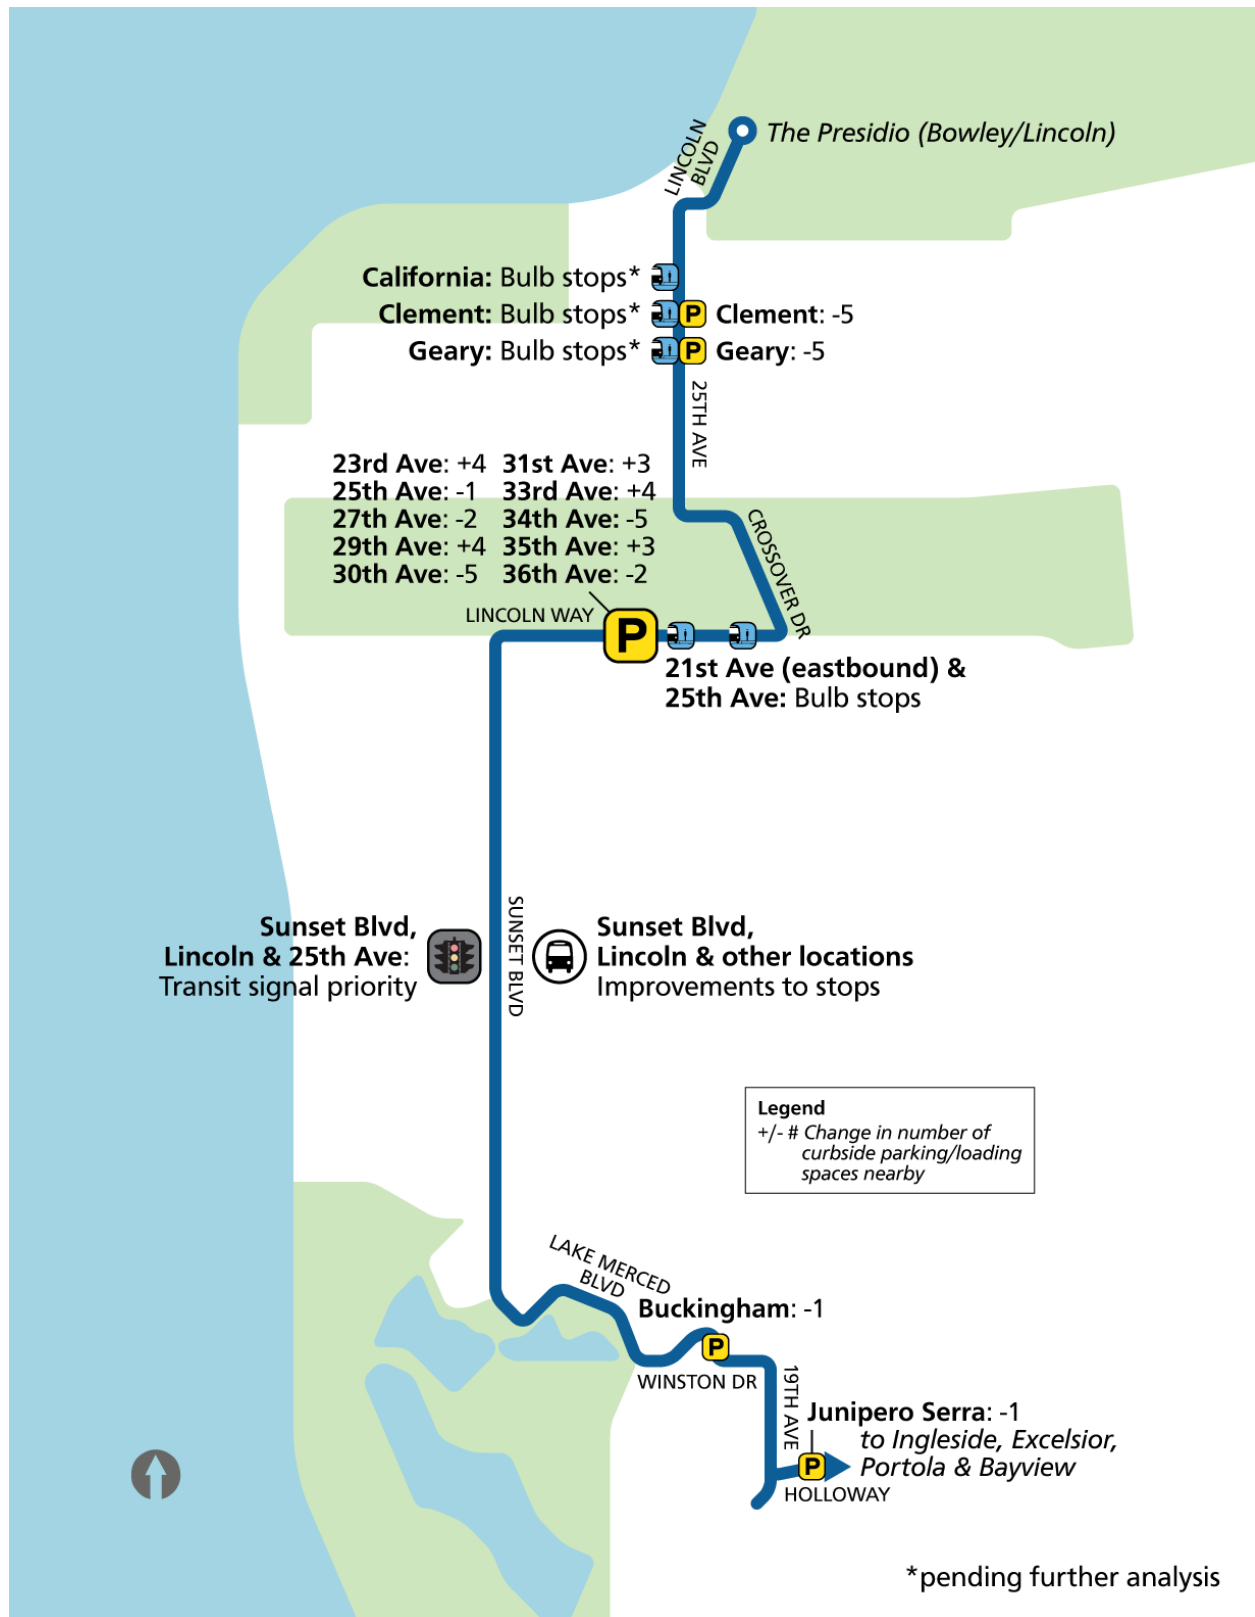 LINCOLN
BLVD
The Presidio (Bowley/Lincoln)
California: Bulb stops*
Clement: Bulb stops*
P Clement: -5
Geary: Bulb stops*
P Geary: -5
25TH AVE
23rd Ave: +4 31st Ave: +3
25th Ave: -1 33rd Ave: +4
27th Ave: -2 34th Ave: -5
29th Ave: +4 35th Ave: +3
30th Ave: -5 36th Ave: -2
CROSSOVER DR
LINCOLN WAY
P
21st Ave (eastbound) &
25th Ave: Bulb stops
SUNSET BLVD
Sunset Blvd,
Lincoln & 25th Ave:
Transit signal priority
Sunset Blvd,
Lincoln & other locations
Improvements to stops
Legend
+/- # Change in number of
curbside parking/loading
spaces nearby
LAKE MERCED
BLVD
Buckingham: -1
P
WINSTON DR
19TH AVE
Junipero Serra: -1
to Ingleside, Excelsior,
Portola & Bayview
P
HOLLOWAY
*pending further analysis